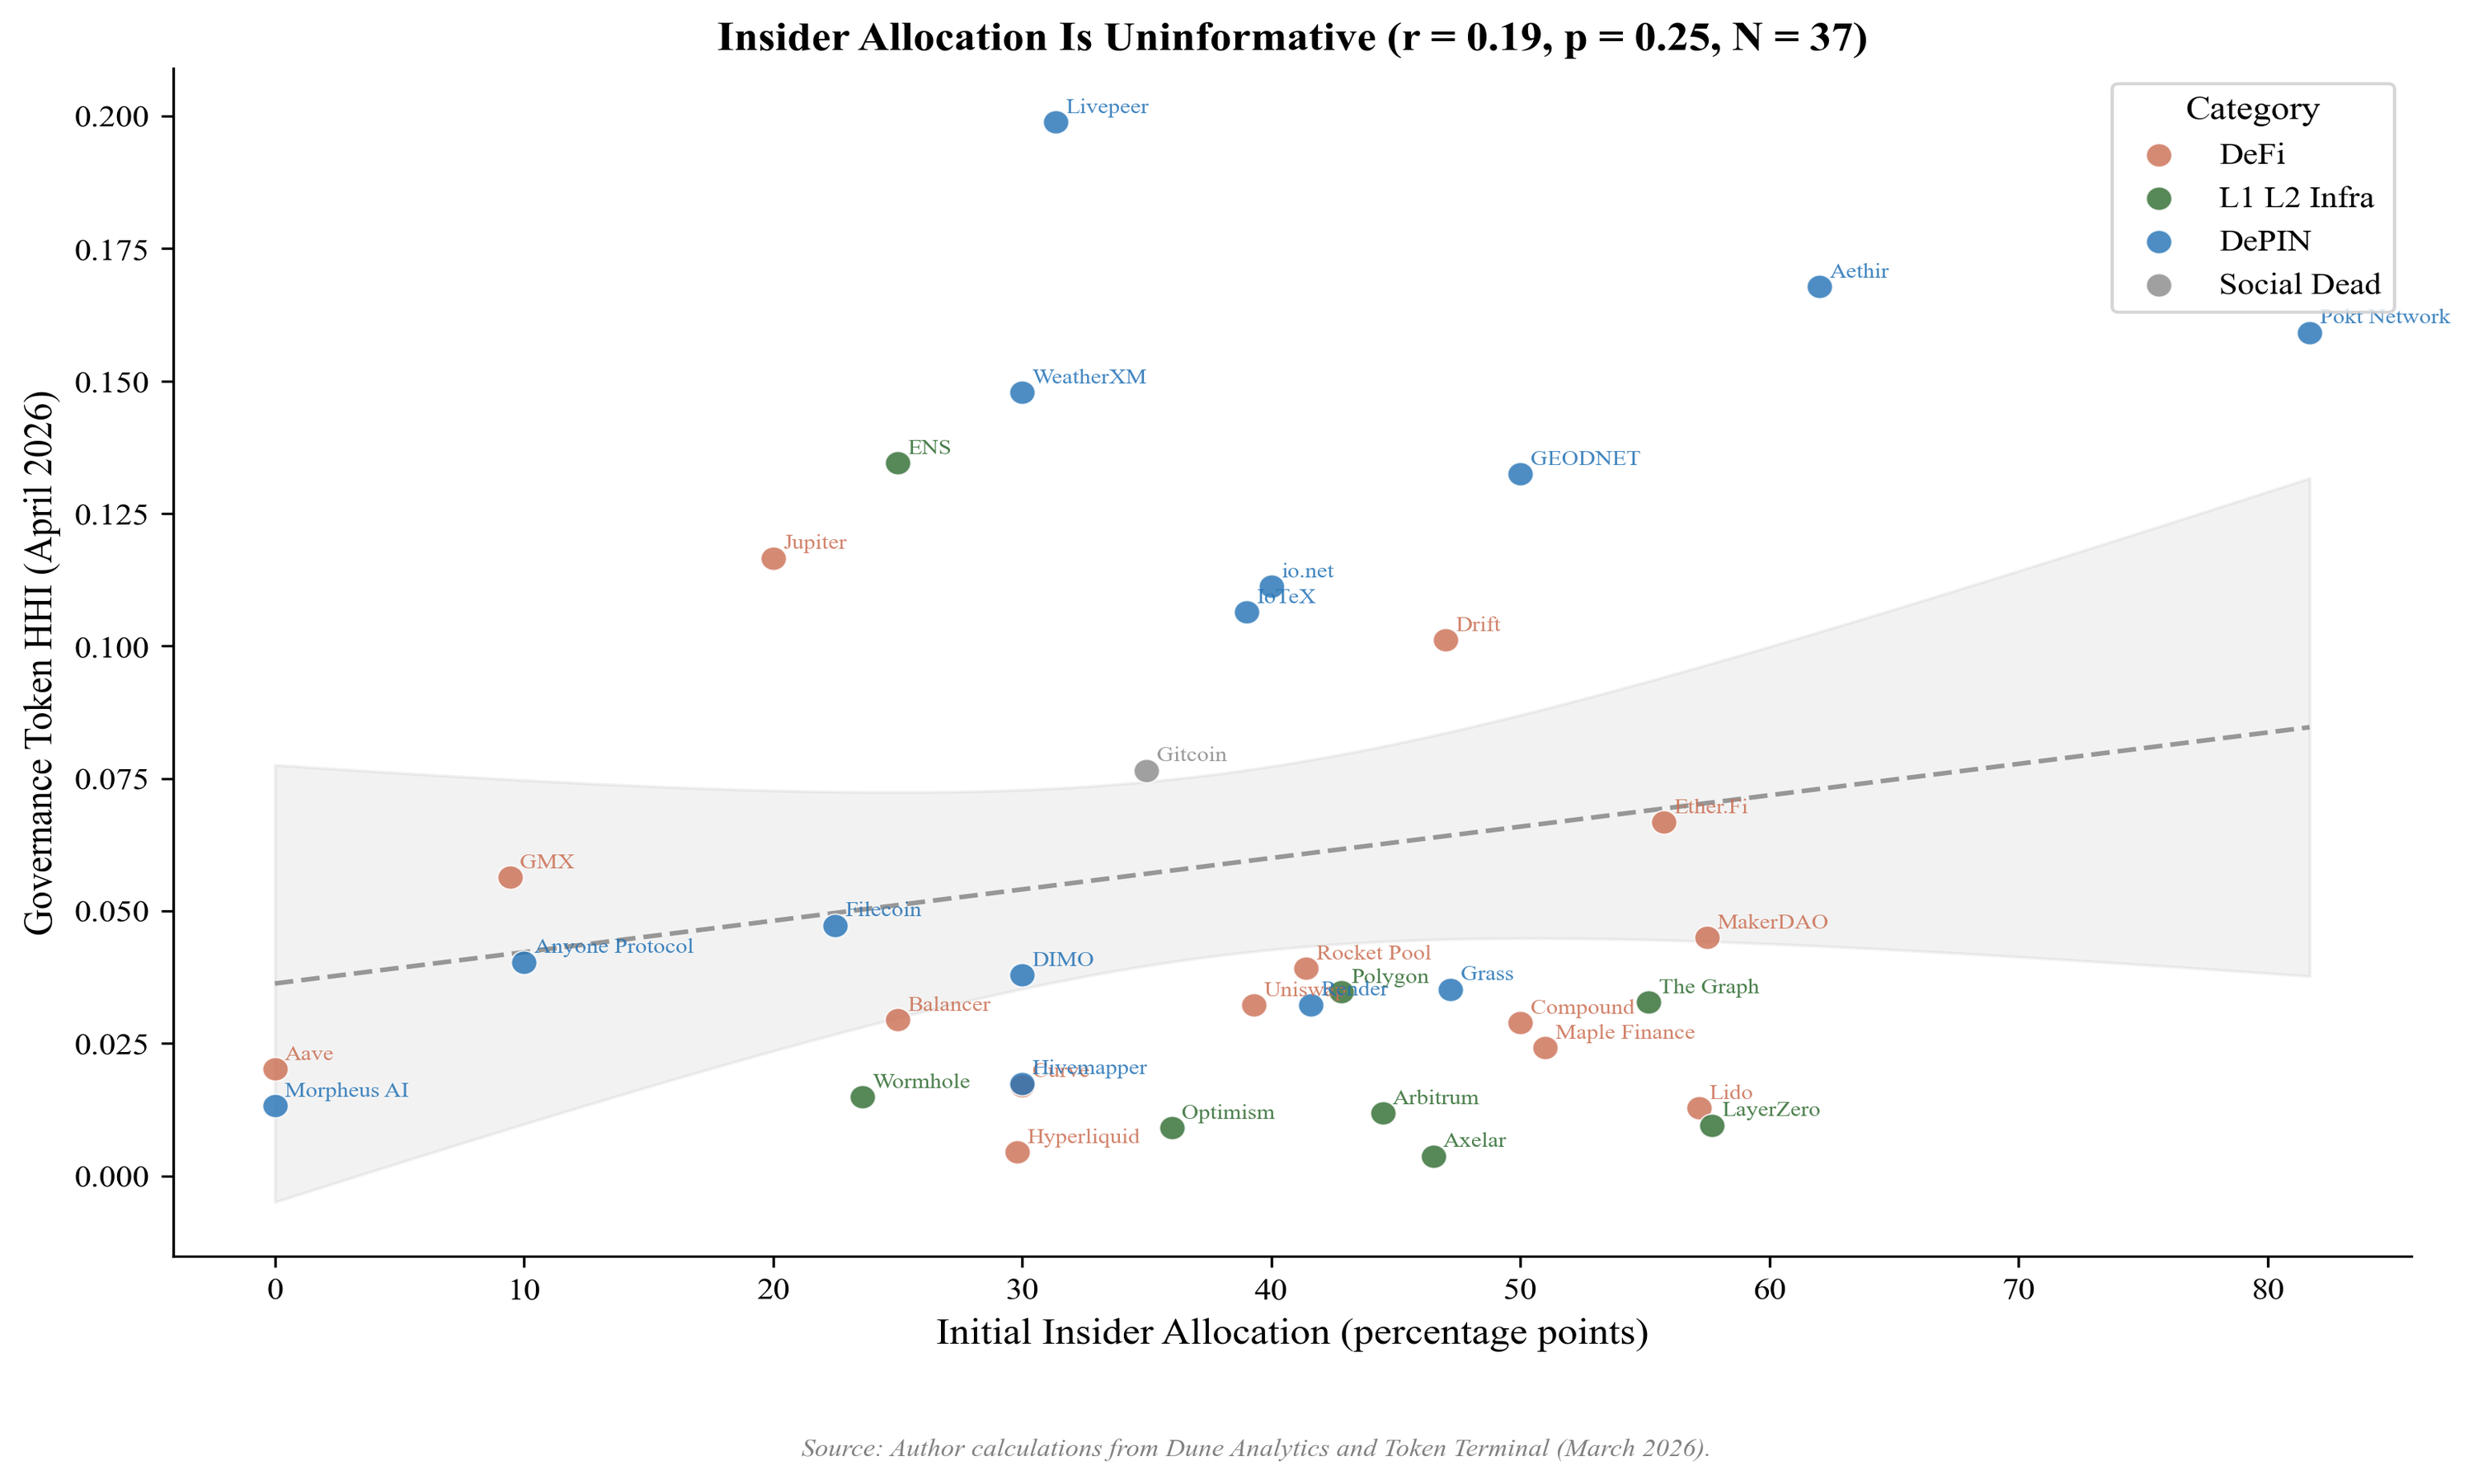 Insider Allocation Is Uninformative (r = 0.19, p = 0.25, N = 37)
Governance Token HHI (April 2026)
0.200
0.175
0.150
0.125
0.100
0.075
0.050
0.025
0.000
Category
DeFi
L1 L2 Infra
DePIN
Social Dead
Livepeer
Aethir
Pokt Network
WeatherXM
ENS
GEODNET
Jupiter
io.net
IoTeX
Drift
Gitcoin
Ether.Fi
GMX
Filecoin
MakerDAO
Anyone Protocol
Rocket Pool
DIMO
Polygon
Grass
Uniswap
Render
The Graph
Balancer
Compound
Maple Finance
Aave
Hivemapper
Curve
Morpheus AI
Wormhole
Lido
Optimism
Arbitrum
LayerZero
Hyperliquid
Axelar
0 10 20 30 40 50 60 70 80
Initial Insider Allocation (percentage points)
Source: Author calculations from Dune Analytics and Token Terminal (March 2026).